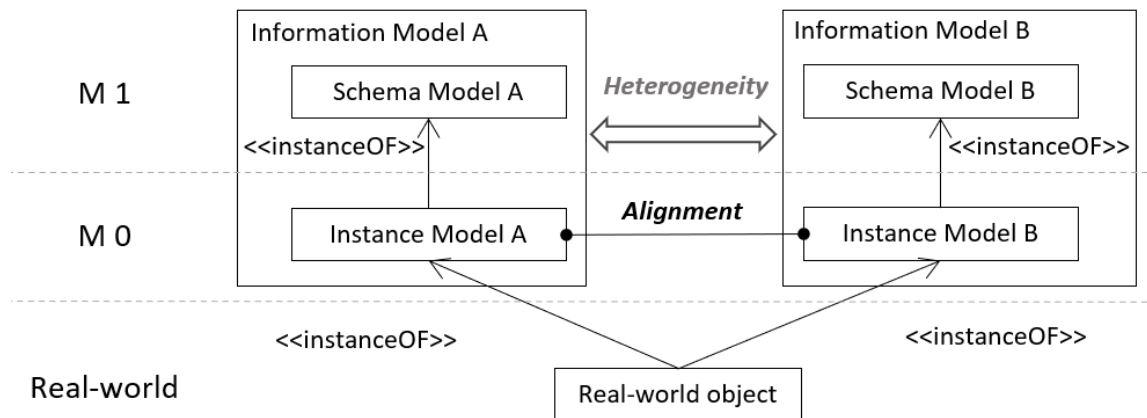 Information Model A
Information Model B
M 1
Schema Model A
Heterogeneity
Schema Model B
<<instanceOF>>
<<instanceOF>>
M 0
Instance Model A
Alignment
Instance Model B
<<instanceOF>>
<<instanceOF>>
Real-world
Real-world object